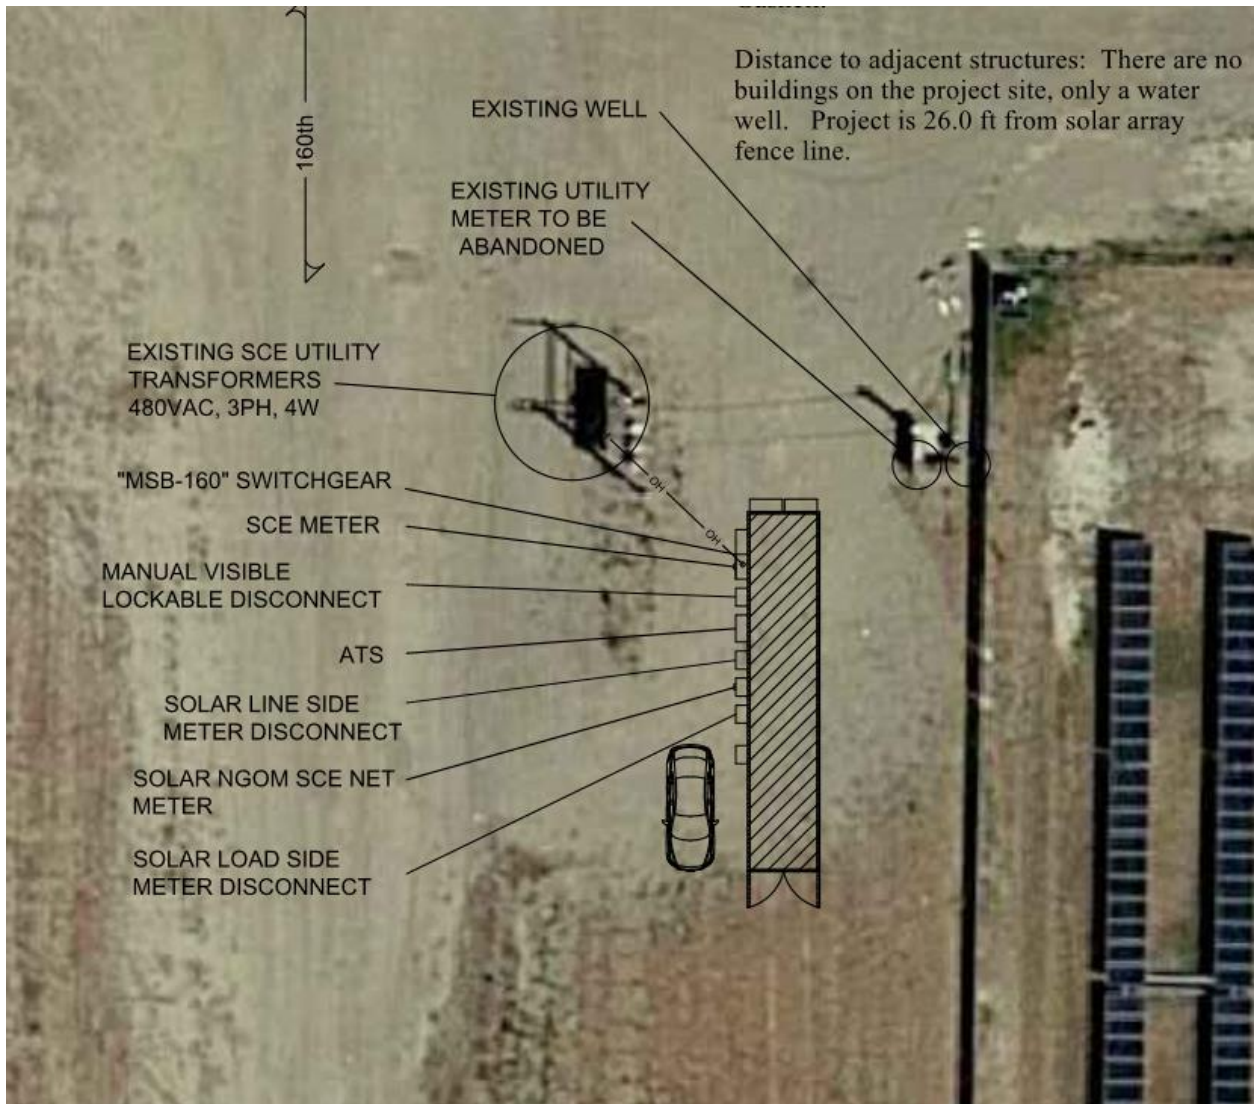 Distance to adjacent structures: There are no
buildings on the project site, only a water
well. Project is 26.0 ft from solar array
fence line.
160th
EXISTING WELL
EXISTING UTILITY
METER TO BE
ABANDONED
EXISTING SCE UTILITY
TRANSFORMERS
480VAC, 3PH, 4W
"MSB-160" SWITCHGEAR
SCE METER
MANUAL VISIBLE
LOCKABLE DISCONNECT
ATS
SOLAR LINE SIDE
METER DISCONNECT
SOLAR NGOM SCE NET
METER
SOLAR LOAD SIDE
METER DISCONNECT
OH
OH